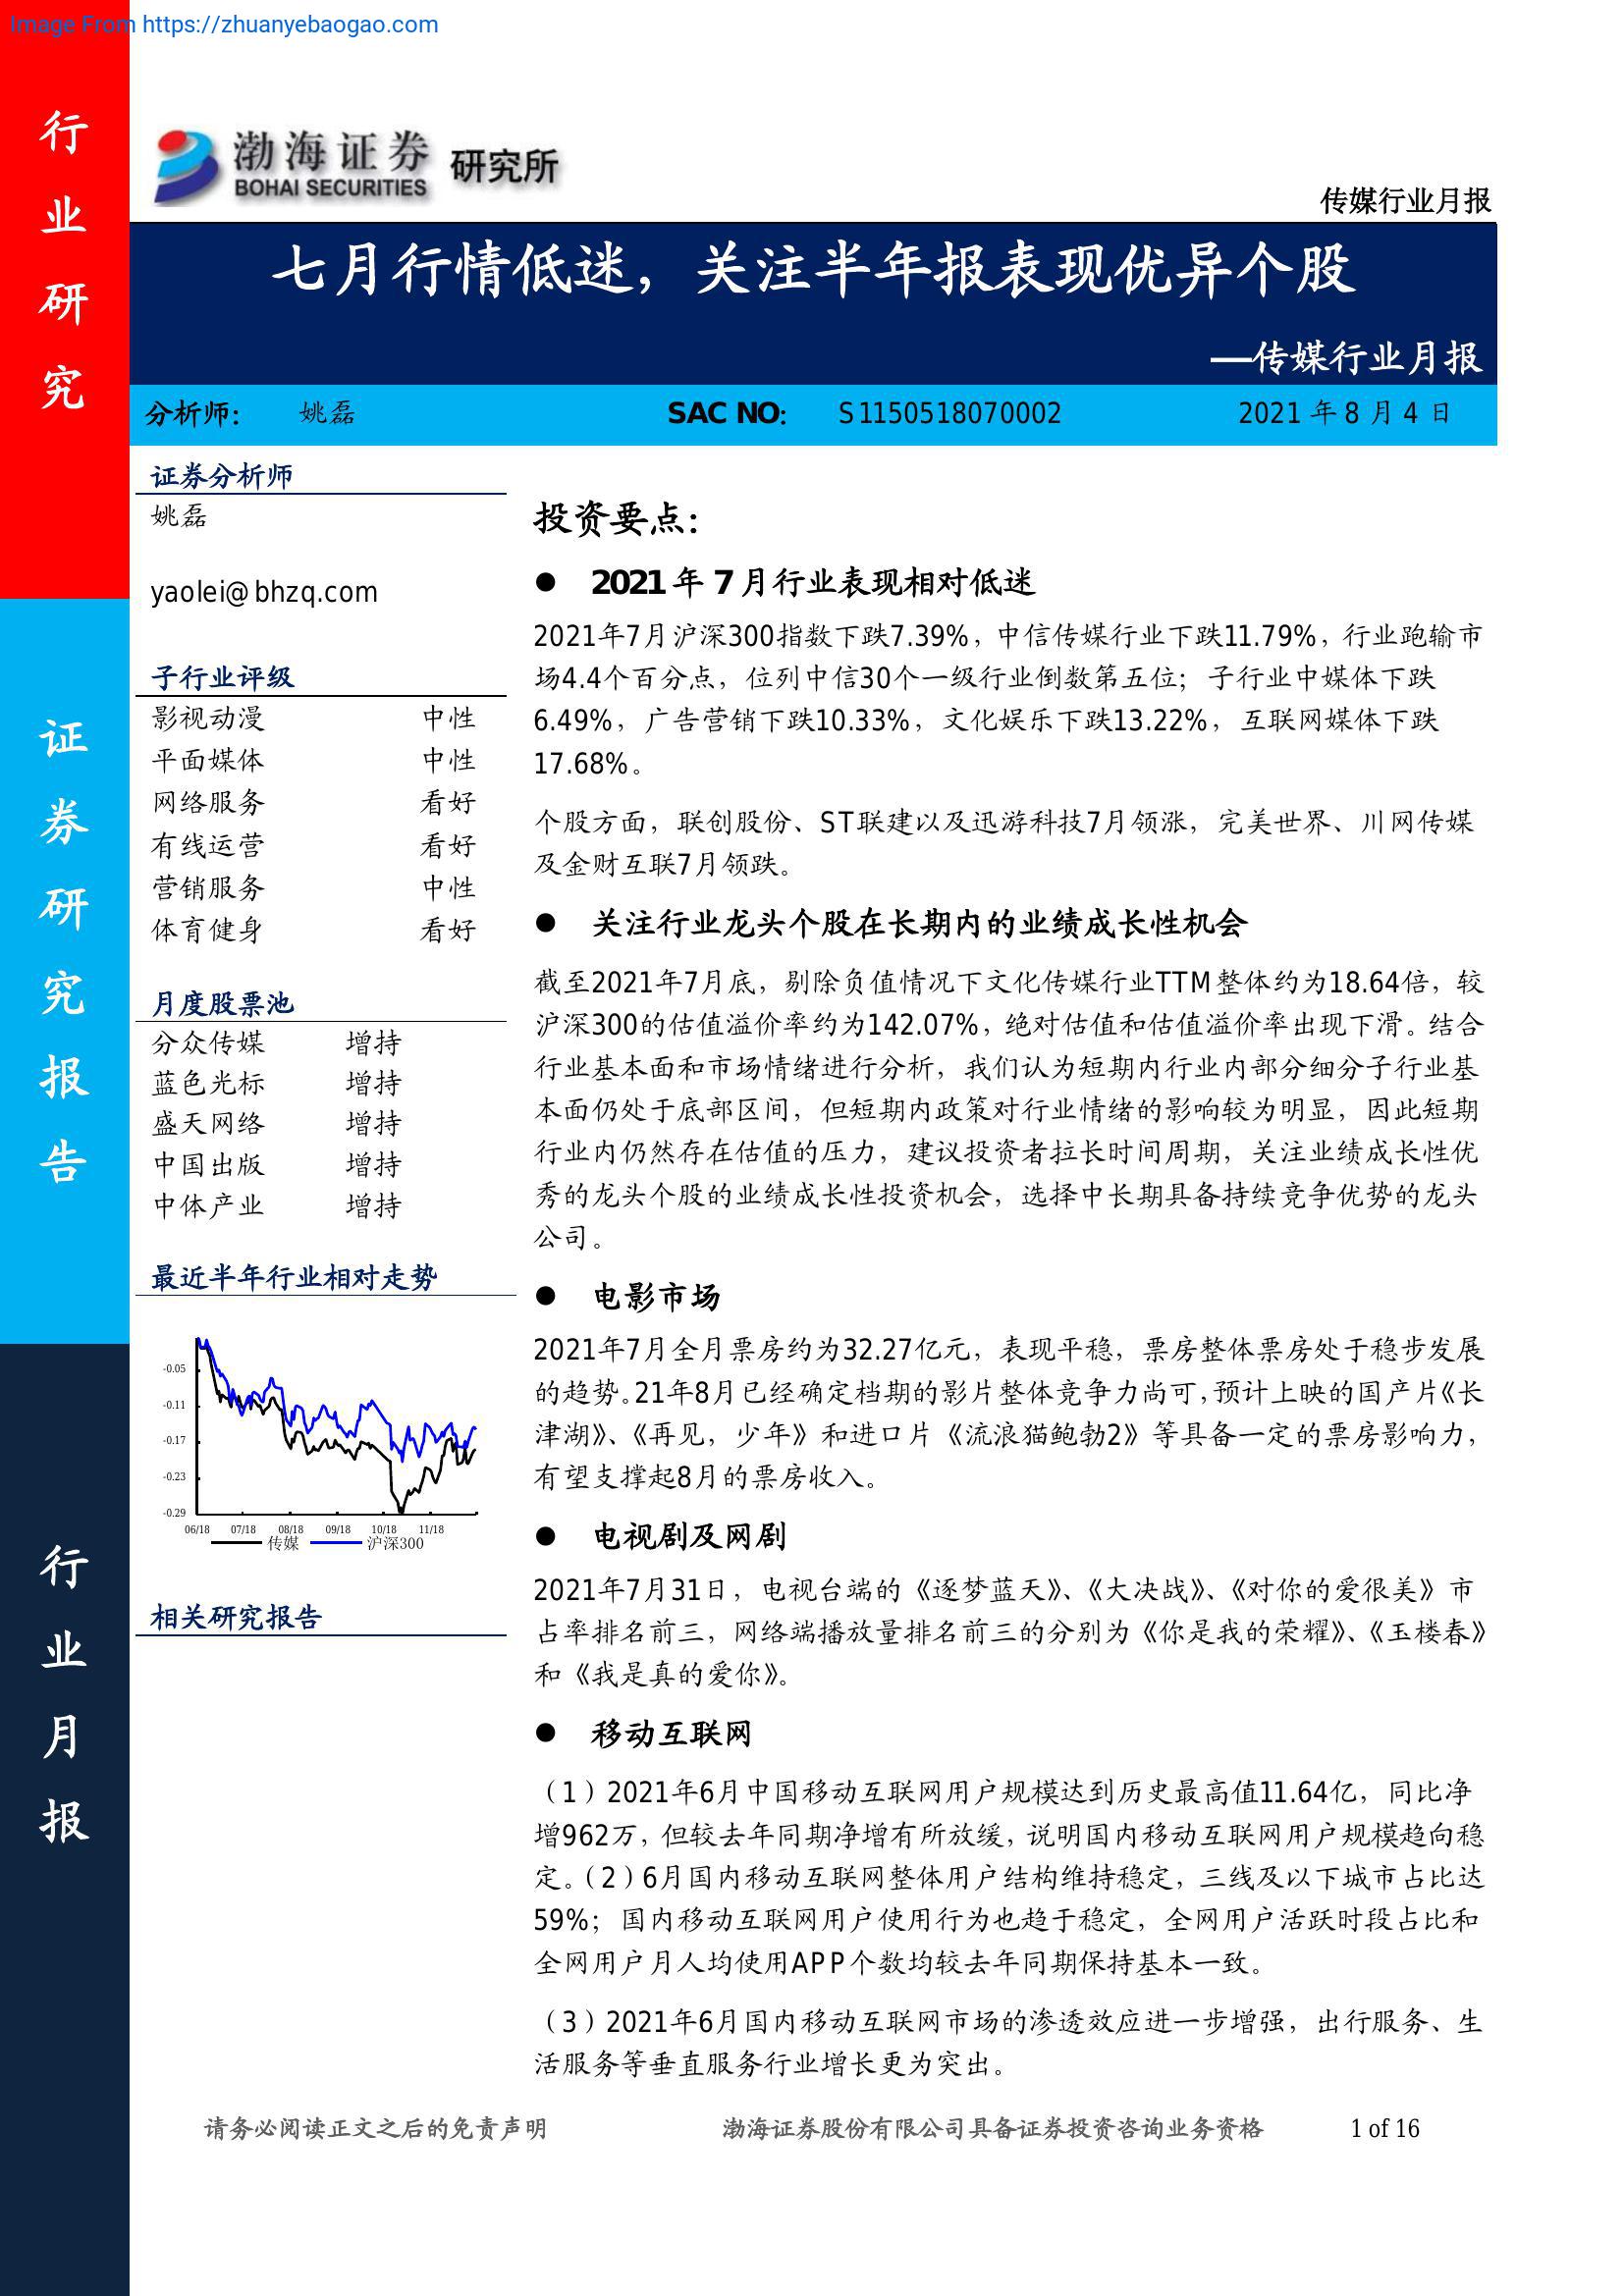 Image From https://zhuanyebaogao.com
行业研究
证券研究报告
行业月报
渤海证券 研究所
BOHAI SECURITIES
传媒行业月报
七月行情低迷，关注半年报表现优异个股
—传媒行业月报
分析师： 姚磊 SAC NO： S1150518070002 2021 年 8 月 4 日
证券分析师
姚磊
yaolei@bhzq.com
子行业评级
影视动漫 中性
平面媒体 中性
网络服务 看好
有线运营 看好
营销服务 中性
体育健身 看好
月度股票池
分众传媒 增持
蓝色光标 增持
盛天网络 增持
中国出版 增持
中体产业 增持
最近半年行业相对走势
-0.05
-0.11
-0.17
-0.23
-0.29
06/18 07/18 08/18 09/18 10/18 11/18
传媒 沪深300
相关研究报告
投资要点：
● 2021 年 7 月行业表现相对低迷
2021年7月沪深300指数下跌7.39%，中信传媒行业下跌11.79%，行业跑输市
场4.4个百分点，位列中信30个一级行业倒数第五位；子行业中媒体下跌
6.49%，广告营销下跌10.33%，文化娱乐下跌13.22%，互联网媒体下跌
17.68%。
个股方面，联创股份、ST联建以及迅游科技7月领涨，完美世界、川网传媒
及金财互联7月领跌。
● 关注行业龙头个股在长期内的业绩成长性机会
截至2021年7月底，剔除负值情况下文化传媒行业TTM整体约为18.64倍，较
沪深300的估值溢价率约为142.07%，绝对估值和估值溢价率出现下滑。结合
行业基本面和市场情绪进行分析，我们认为短期内行业内部分细分子行业基
本面仍处于底部区间，但短期内政策对行业情绪的影响较为明显，因此短期
行业内仍然存在估值的压力，建议投资者拉长时间周期，关注业绩成长性优
秀的龙头个股的业绩成长性投资机会，选择中长期具备持续竞争优势的龙头
公司。
● 电影市场
2021年7月全月票房约为32.27亿元，表现平稳，票房整体票房处于稳步发展
的趋势。21年8月已经确定档期的影片整体竞争力尚可，预计上映的国产片《长
津湖》、《再见，少年》和进口片《流浪猫鲍勃2》等具备一定的票房影响力，
有望支撑起8月的票房收入。
● 电视剧及网剧
2021年7月31日，电视台端的《逐梦蓝天》、《大决战》、《对你的爱很美》市
占率排名前三，网络端播放量排名前三的分别为《你是我的荣耀》、《玉楼春》
和《我是真的爱你》。
● 移动互联网
（1）2021年6月中国移动互联网用户规模达到历史最高值11.64亿，同比净
增962万，但较去年同期净增有所放缓，说明国内移动互联网用户规模趋向稳
定。（2）6月国内移动互联网整体用户结构维持稳定，三线及以下城市占比达
59%；国内移动互联网用户使用行为也趋于稳定，全网用户活跃时段占比和
全网用户月人均使用APP个数均较去年同期保持基本一致。
（3）2021年6月国内移动互联网市场的渗透效应进一步增强，出行服务、生
活服务等垂直服务行业增长更为突出。
请务必阅读正文之后的免责声明 渤海证券股份有限公司具备证券投资咨询业务资格 1 of 16